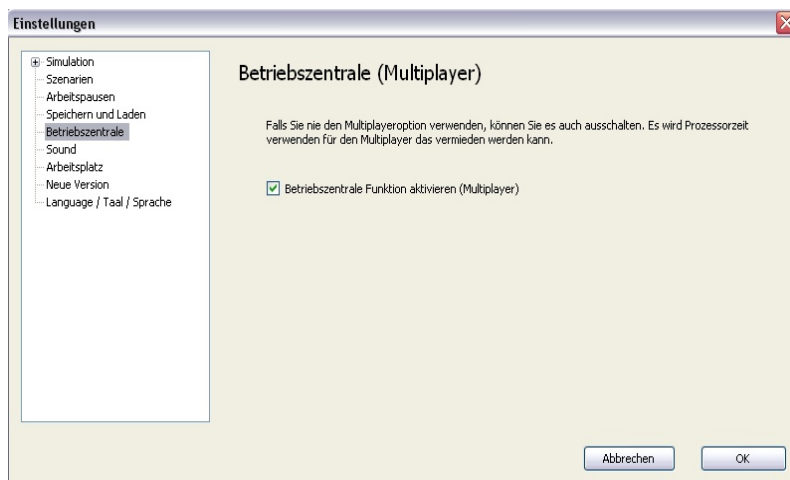 Einstellungen
Simulation
Szenarien
Arbeitspausen
Speichern und Laden
Betriebszentrale
Sound
Arbeitsplatz
Neue Version
Language / Taal / Sprache
Betriebszentrale (Multiplayer)
Falls Sie nie den Multiplayeroption verwenden, können Sie es auch ausschalten. Es wird Prozessorzeit
verwenden für den Multiplayer das vermieden werden kann.
Betriebszentrale Funktion aktivieren (Multiplayer)
Abbrechen
OK